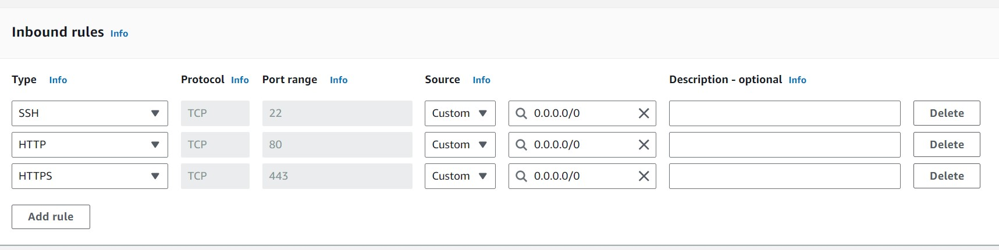 Inbound rules Info
Type Info Protocol Info Port range Info Source Info Description - optional Info
SSH TCP 22 Custom 0.0.0.0/0 Delete
HTTP TCP 80 Custom 0.0.0.0/0 Delete
HTTPS TCP 443 Custom 0.0.0.0/0 Delete
Add rule